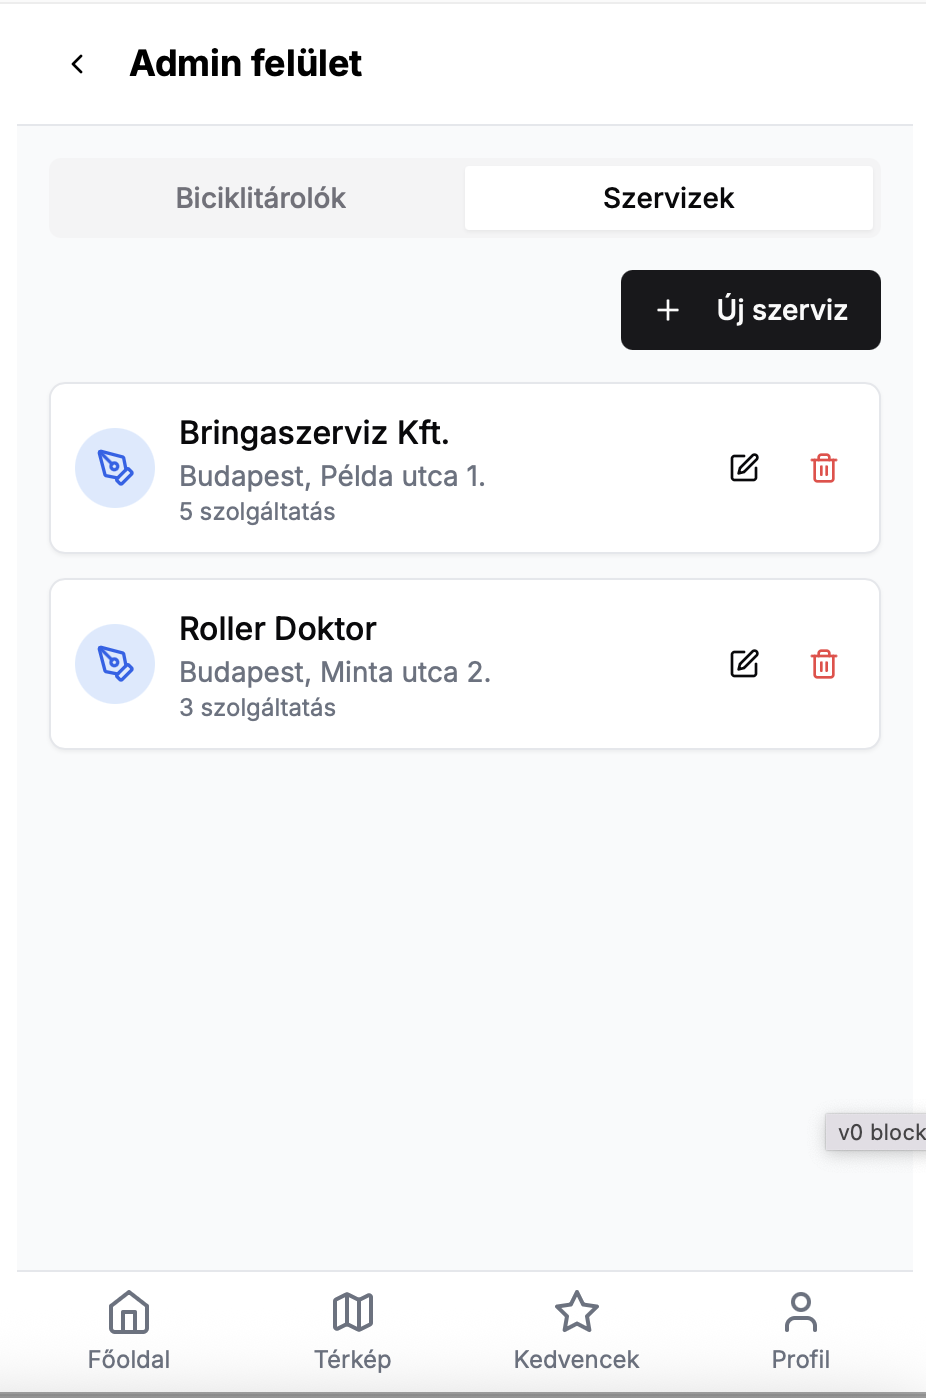 Admin felület
Biciklitárolók
Szervizek
Új szerviz
Bringaszerviz Kft.
Budapest, Példa utca 1.
5 szolgáltatás
Roller Doktor
Budapest, Minta utca 2.
3 szolgáltatás
v0 block
Főoldal
Térkép
Kedvencek
Profil